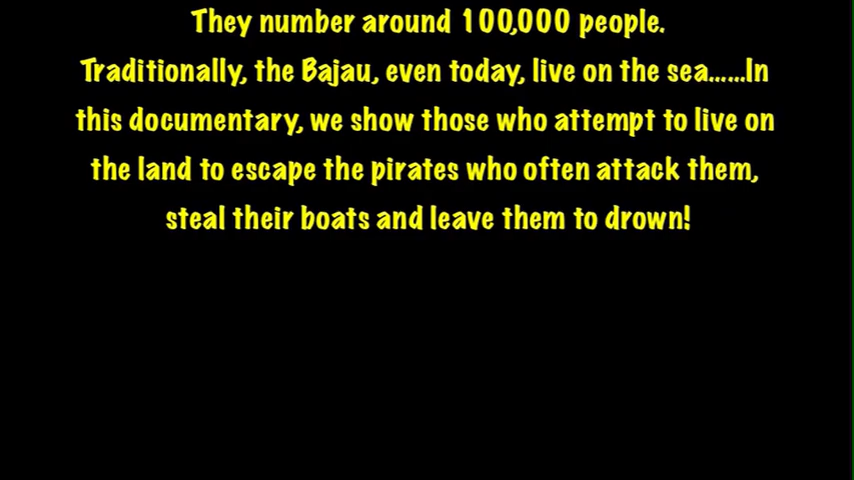 They number around 100,000 people.
Traditionally, the Bajau, even today, live on the sea......In
this documentary, we show those who attempt to live on
the land to escape the pirates who often attack them,
steal their boats and leave them to drown!